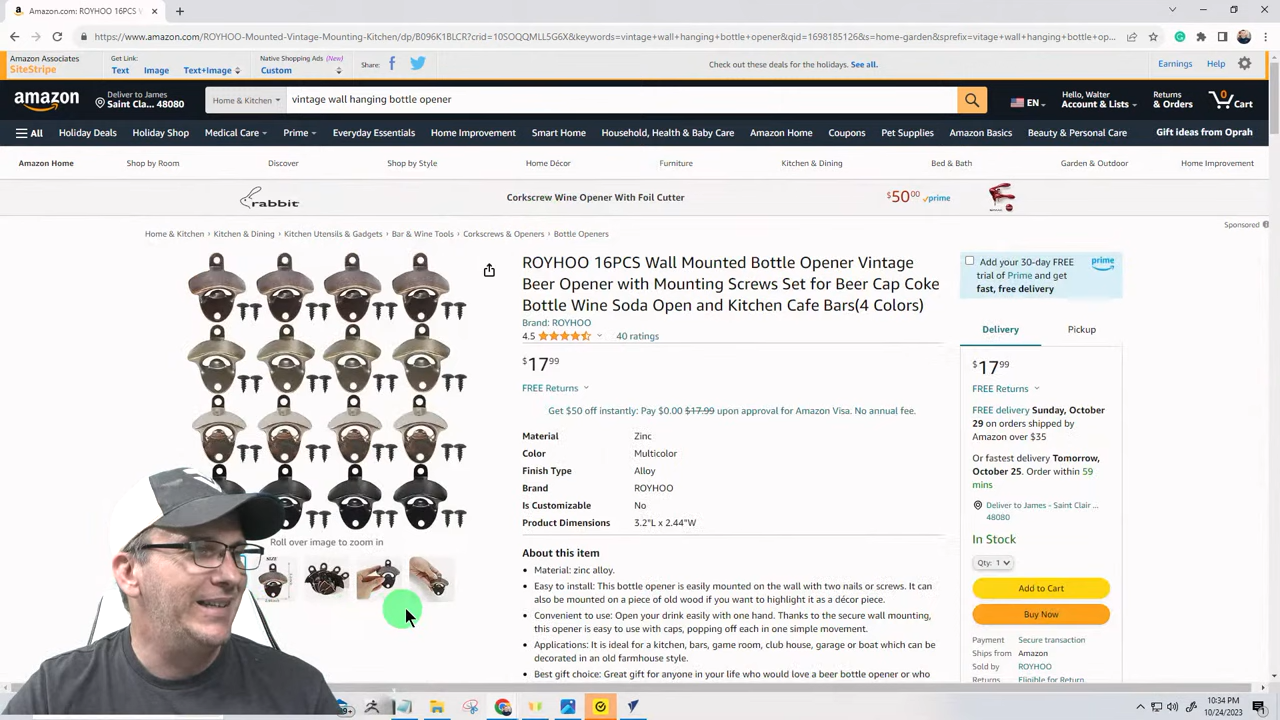 Amazon.com: ROYHOO 16PCS V
https://www.amazon.com/ROYHOO-Mounted-Vintage-Mounting-Kitchen/dp/B096K1BLCR?crid=10SOQQMLL5G6X&keywords=vintage+wall+hanging+bottle+opener&qid=1698185126&s=home-garden&sprefix=vitage+wall+hanging+bottle+op...
Amazon Associates
SiteStripe
Get Link:
Text Image Text+Image
Native Shopping Ads (New)
Custom
Share:
Check out these deals for the holidays. See all.
Earnings Help
amazon
Deliver to James
Saint Clair... 48080
Home & Kitchen
vintage wall hanging bottle opener
EN
Hello, Walter
Account & Lists
Returns
& Orders
0
Cart
All Holiday Deals Holiday Shop Medical Care Prime Everyday Essentials Home Improvement Smart Home Household, Health & Baby Care Amazon Home Coupons Pet Supplies Amazon Basics Beauty & Personal Care Gift ideas from Oprah
Amazon Home Shop by Room Discover Shop by Style Home Décor Furniture Kitchen & Dining Bed & Bath Garden & Outdoor Home Improvement
rabbit
Corkscrew Wine Opener With Foil Cutter
$50.00 prime
Sponsored
Home & Kitchen › Kitchen & Dining › Kitchen Utensils & Gadgets › Bar & Wine Tools › Corkscrews & Openers › Bottle Openers
ROYHOO 16PCS Wall Mounted Bottle Opener Vintage
Beer Opener with Mounting Screws Set for Beer Cap Coke
Bottle Wine Soda Open and Kitchen Cafe Bars(4 Colors)
Brand: ROYHOO
4.5 40 ratings
$17.99
FREE Returns
Get $50 off instantly: Pay $0.00 $17.99 upon approval for Amazon Visa. No annual fee.
Material Zinc
Color Multicolor
Finish Type Alloy
Brand ROYHOO
Is Customizable No
Product Dimensions 3.2"L x 2.44"W
About this item
• Material: zinc alloy.
• Easy to install: This bottle opener is easily mounted on the wall with two nails or screws. It can
also be mounted on a piece of old wood if you want to highlight it as a décor piece.
• Convenient to use: Open your drink easily with one hand. Thanks to the secure wall mounting,
this opener is easy to use with caps, popping off each in one simple movement.
• Applications: It is ideal for a kitchen, bars, game room, club house, garage or boat which can be
decorated in an old farmhouse style.
• Best gift choice: Great gift for anyone in your life who would love a beer bottle opener or who
Roll over image to zoom in
Add your 30-day FREE
trial of Prime and get
fast, free delivery
prime
Delivery Pickup
$17.99
FREE Returns
FREE delivery Sunday, October
29 on orders shipped by
Amazon over $35
Or fastest delivery Tomorrow,
October 25. Order within 59
mins
Deliver to James - Saint Clair ...
48080
In Stock
Qty: 1
Add to Cart
Buy Now
Payment Secure transaction
Ships from Amazon
Sold by ROYHOO
Returns Eligible for Return,
10:34 PM
10/24/2023